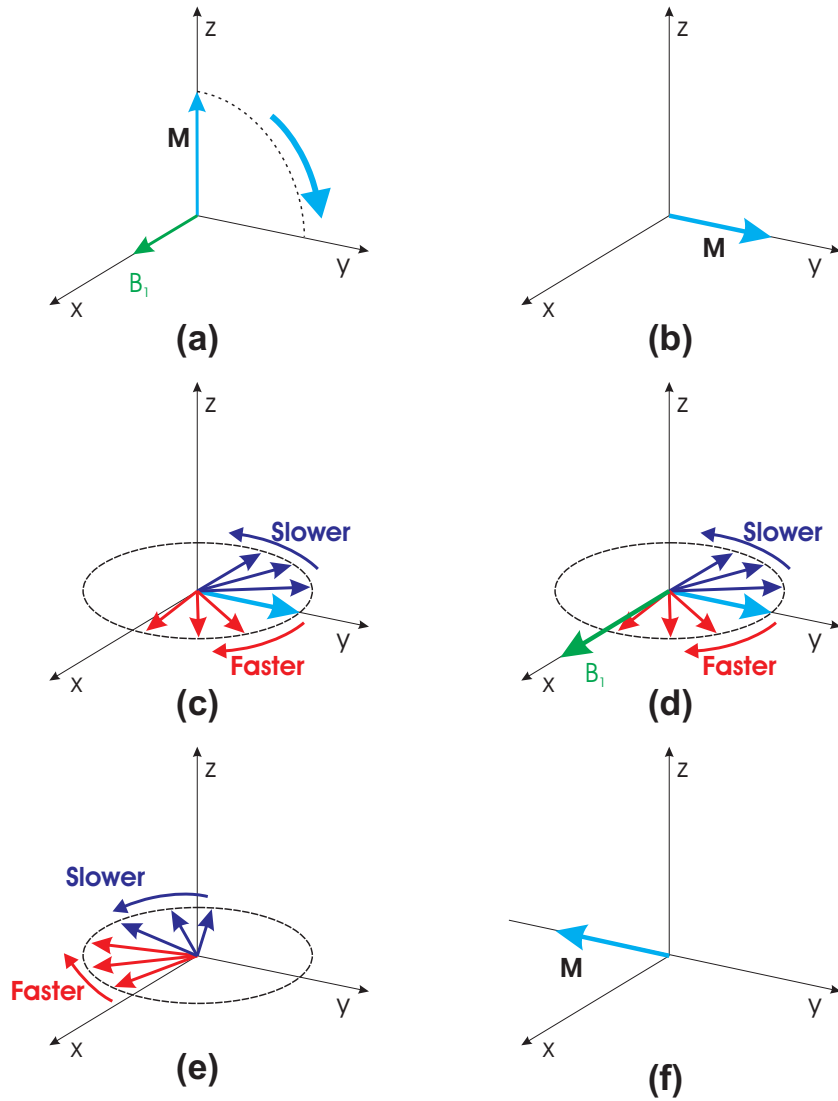 z
M
B₁
x
y
(a)
z
M
x
y
(b)
z
Slower
Faster
x
y
(c)
z
Slower
Faster
B₁
x
y
(d)
z
Slower
Faster
x
y
(e)
z
M
x
y
(f)